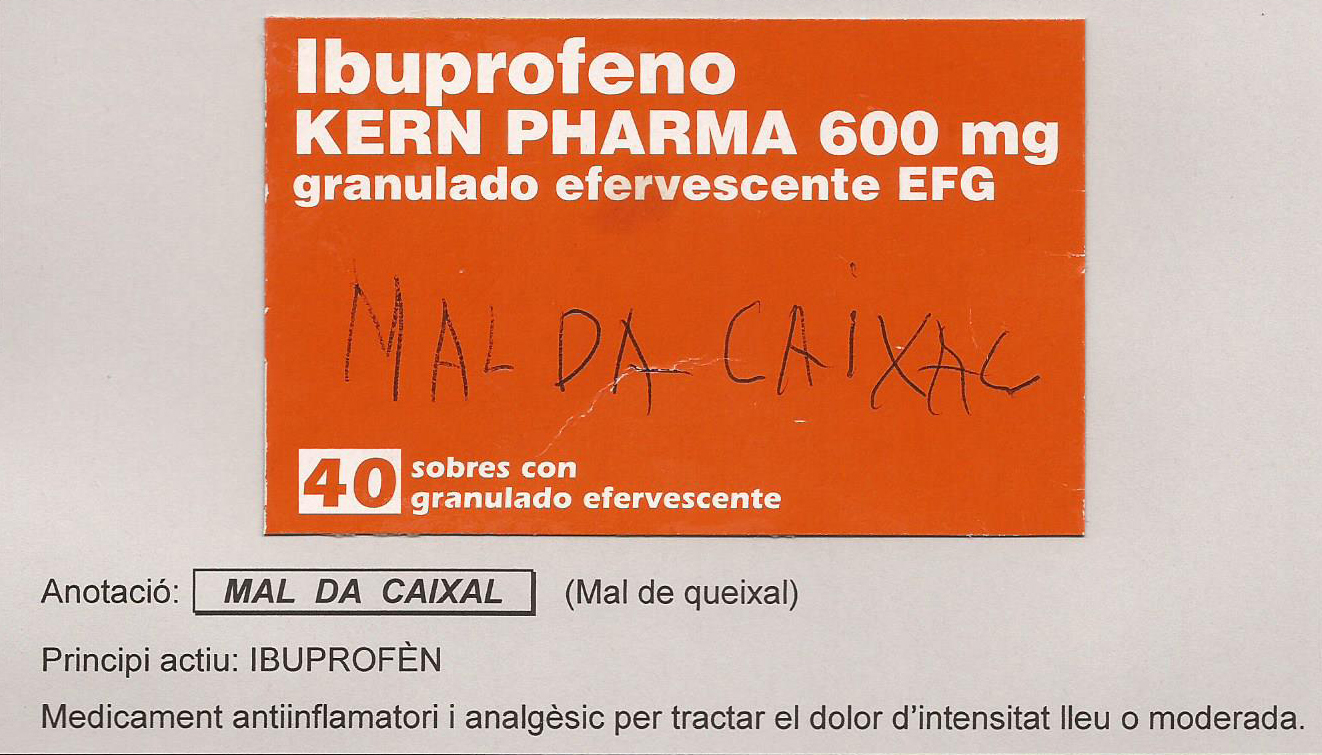 Ibuprofeno
KERN PHARMA 600 mg
granulado efervescente EFG
MAL DA CAIXAL
40 sobres con
granulado efervescente
Anotació: MAL DA CAIXAL (Mal de queixal)
Principi actiu: IBUPROFÈN
Medicament antiinflamatori i analgèsic per tractar el dolor d'intensitat lleu o moderada.